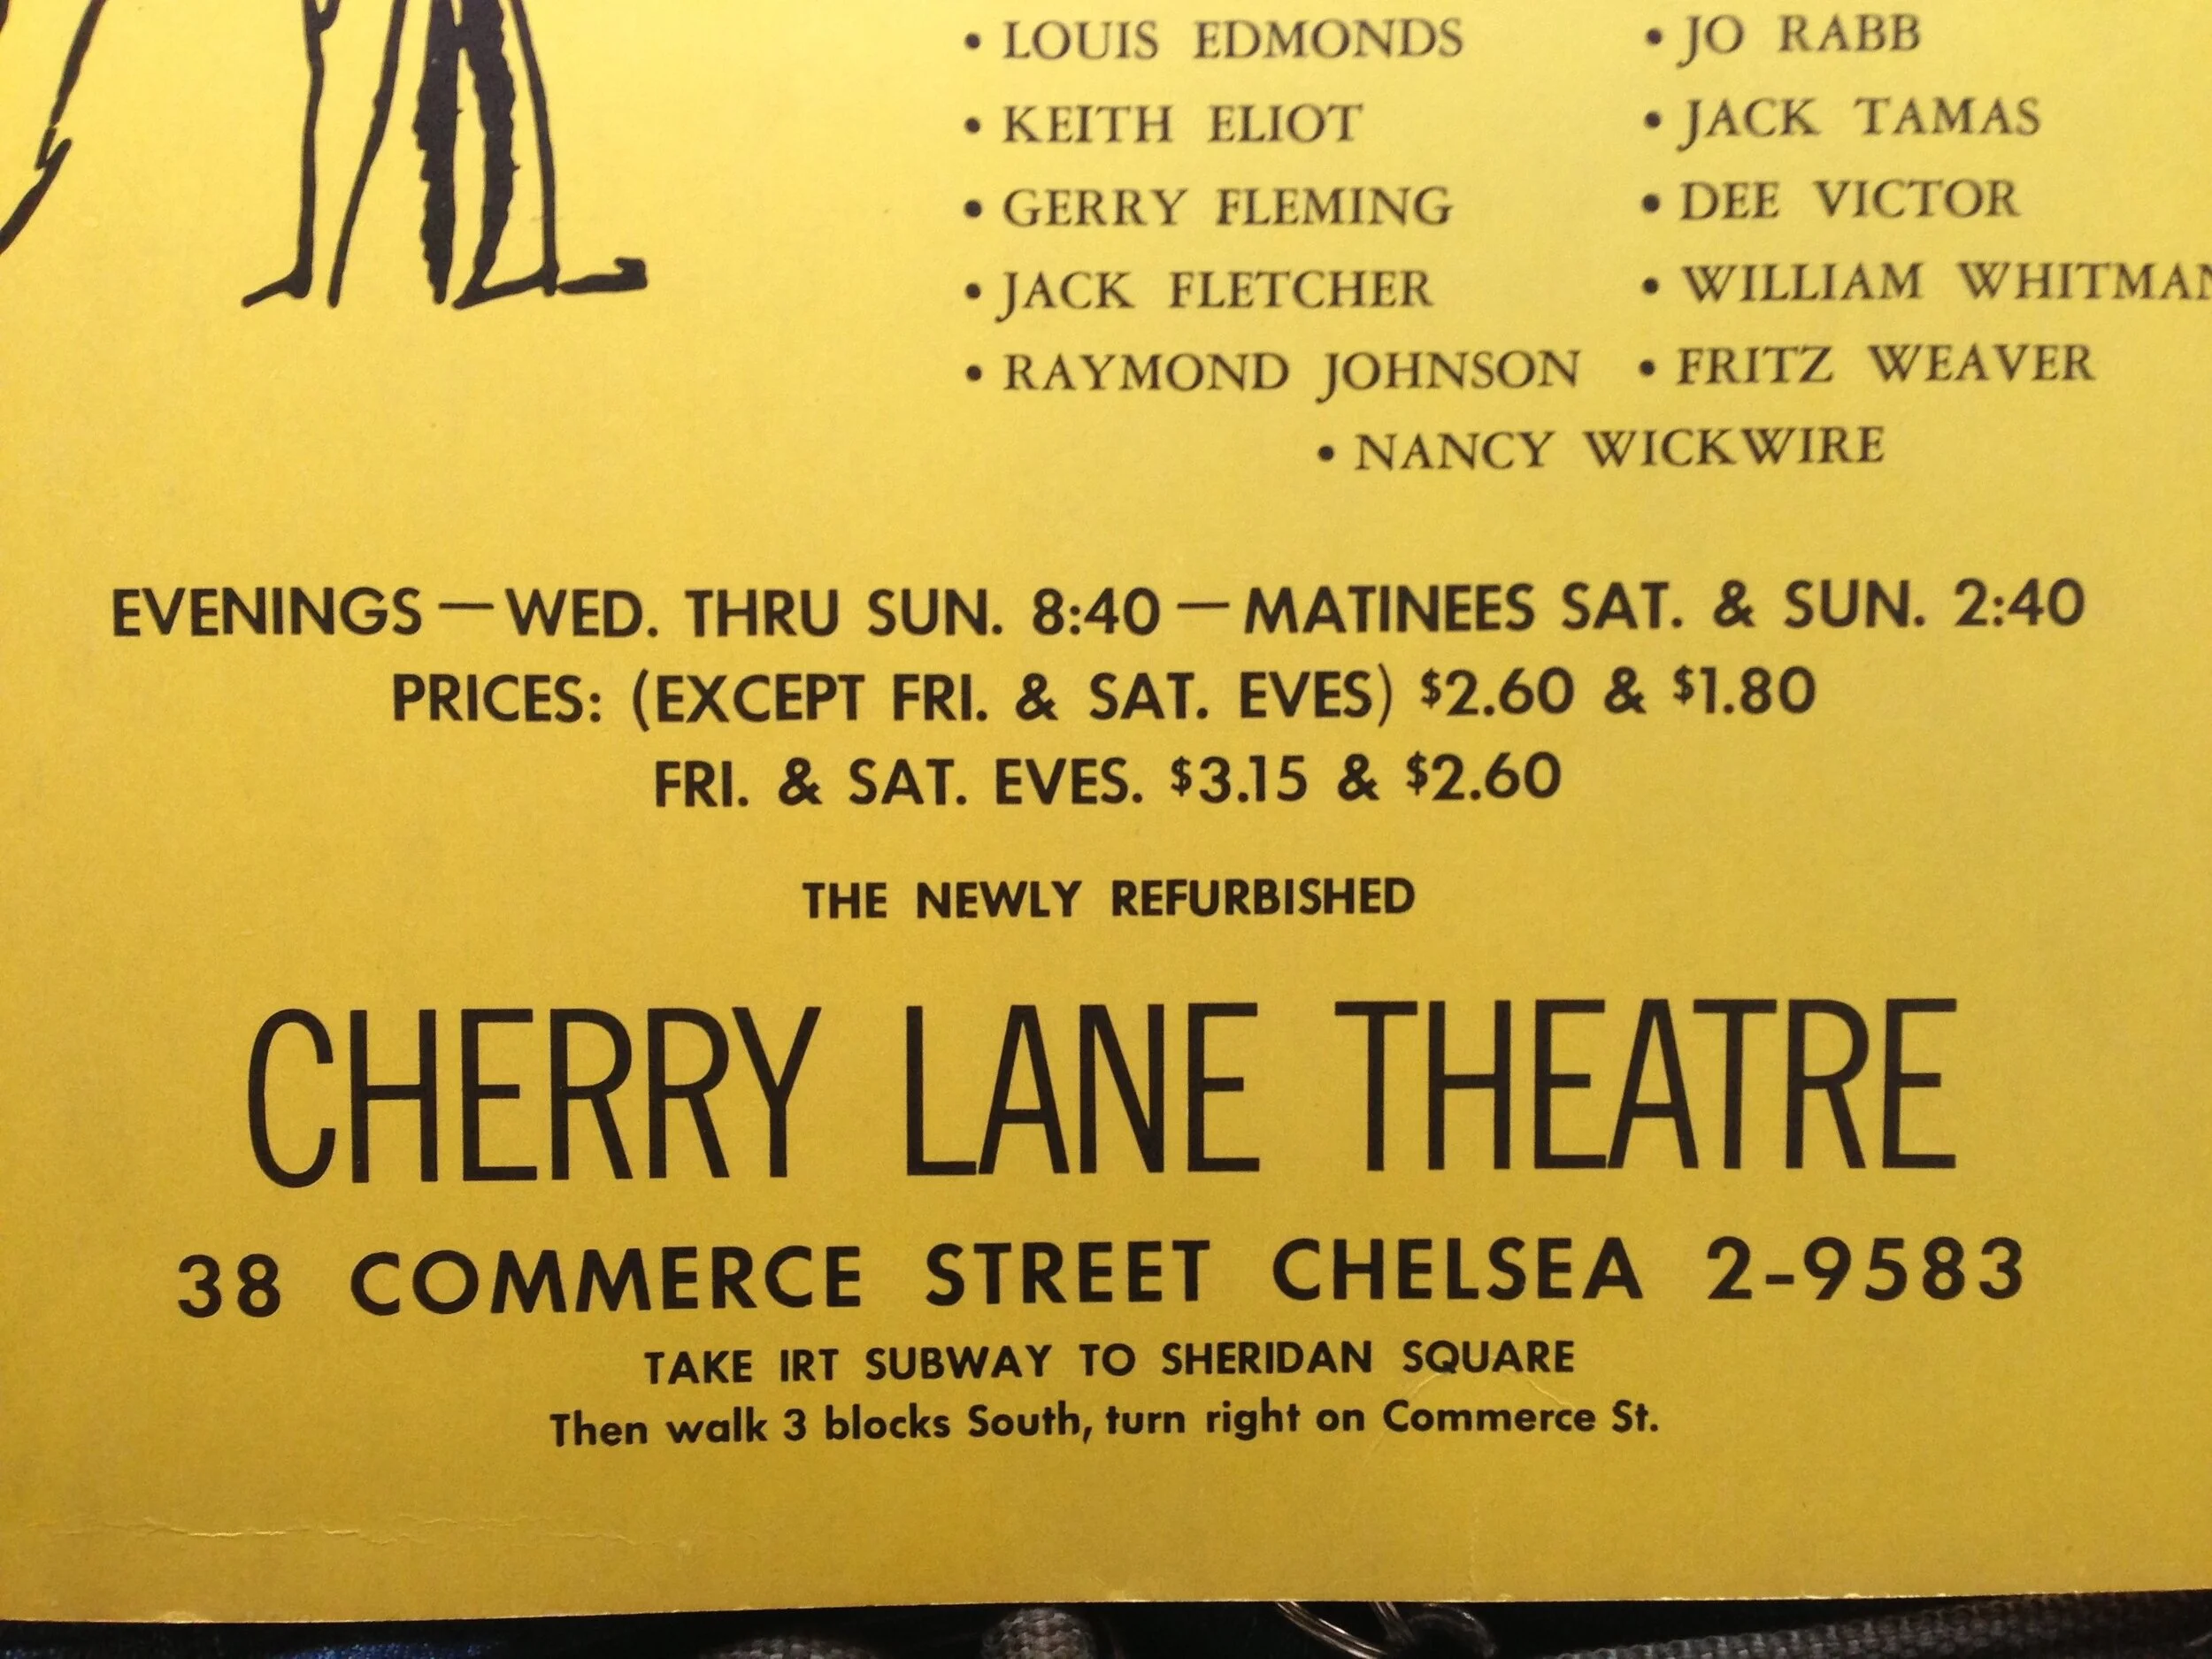 • LOUIS EDMONDS • JO RABB
• KEITH ELIOT • JACK TAMAS
• GERRY FLEMING • DEE VICTOR
• JACK FLETCHER • WILLIAM WHITMAN
• RAYMOND JOHNSON • FRITZ WEAVER
• NANCY WICKWIRE
EVENINGS — WED. THRU SUN. 8:40 — MATINEES SAT. & SUN. 2:40
PRICES: (EXCEPT FRI. & SAT. EVES) $2.60 & $1.80
FRI. & SAT. EVES. $3.15 & $2.60
THE NEWLY REFURBISHED
CHERRY LANE THEATRE
38 COMMERCE STREET CHELSEA 2-9583
TAKE IRT SUBWAY TO SHERIDAN SQUARE
Then walk 3 blocks South, turn right on Commerce St.